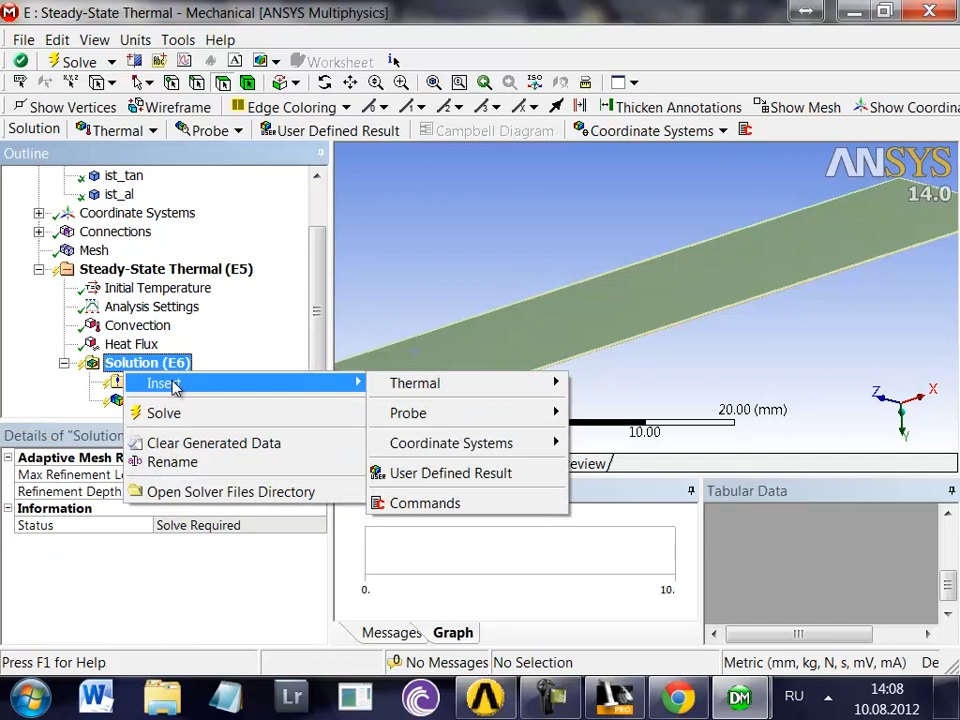 E : Steady-State Thermal - Mechanical [ANSYS Multiphysics]
File Edit View Units Tools Help
Solve Worksheet
Show Vertices Wireframe Edge Coloring Thicken Annotations Show Mesh Show Coordin
Solution Thermal Probe User Defined Result Campbell Diagram Coordinate Systems
Outline
ANSYS
14.0
ist_tan
ist_al
Coordinate Systems
Connections
Mesh
Steady-State Thermal (E5)
Initial Temperature
Analysis Settings
Convection
Heat Flux
Solution (E6)
Insert
Solve
Clear Generated Data
Rename
Open Solver Files Directory
Thermal
Probe
Coordinate Systems
User Defined Result
Commands
20.00 (mm)
10.00
Z X
Y
eview
Details of "Solution
Adaptive Mesh R
Max Refinement L
Refinement Depth
Information
Status Solve Required
Tabular Data
0. 10.
Messages Graph
Press F1 for Help No Messages No Selection Metric (mm, kg, N, s, mV, mA) De
RU 14:08
10.08.2012
Lr
PRO
DM